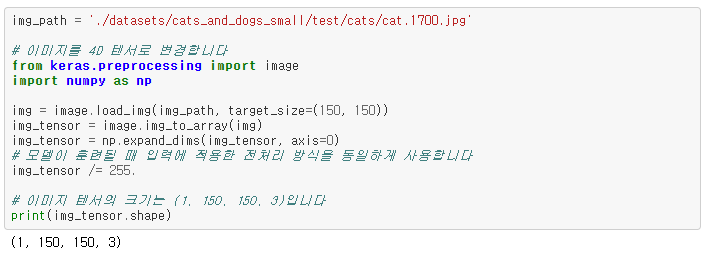 img_path = './datasets/cats_and_dogs_small/test/cats/cat.1700.jpg'
# 이미지를 4D 텐서로 변경합니다
from keras.preprocessing import image
import numpy as np
img = image.load_img(img_path, target_size=(150, 150))
img_tensor = image.img_to_array(img)
img_tensor = np.expand_dims(img_tensor, axis=0)
# 모델이 훈련될 때 입력에 적용한 전처리 방식을 동일하게 사용합니다
img_tensor /= 255.
# 이미지 텐서의 크기는 (1, 150, 150, 3)입니다
print(img_tensor.shape)
(1, 150, 150, 3)